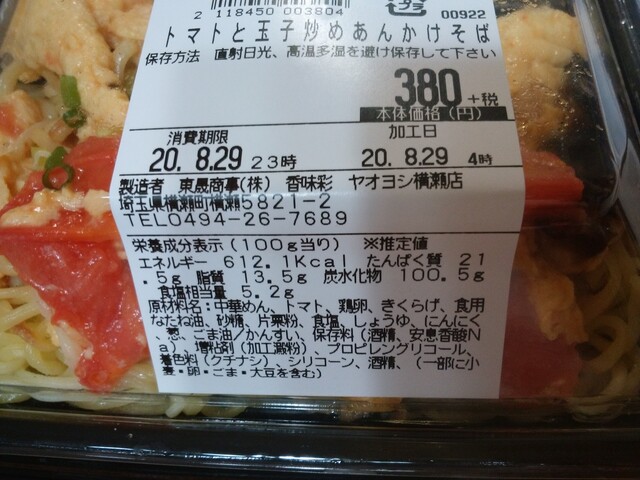 2 118450 003804
プラ
00922
トマトと玉子炒めあんかけそば
保存方法 直射日光、高温多湿を避け保存して下さい
380+税
本体価格(円)
消費期限 加工日
20. 8.29 23時 20. 8.29 4時
製造者 東晟商事(株) 香味彩 ヤオヨシ横瀬店
埼玉県横瀬町横瀬5821-2
TEL0494-26-7689
栄養成分表示(100g当り) ※推定値
エネルギー 612.1Kcal たんぱく質 21
.5g 脂質 13.5g 炭水化物 100.5g
食塩相当量 5.2g
原材料名:中華めん、トマト、鶏卵、きくらげ、食用
なたね油、砂糖、片栗粉、食塩、しょうゆ、にんにく
、葱、ごま油/かんすい、保存料(酒精、安息香酸N
a)、増粘剤(加工澱粉)、プロピレングリコール、
着色料(クチナシ)、シリコーン、酒精、(一部に小
麦・卵・ごま・大豆を含む)